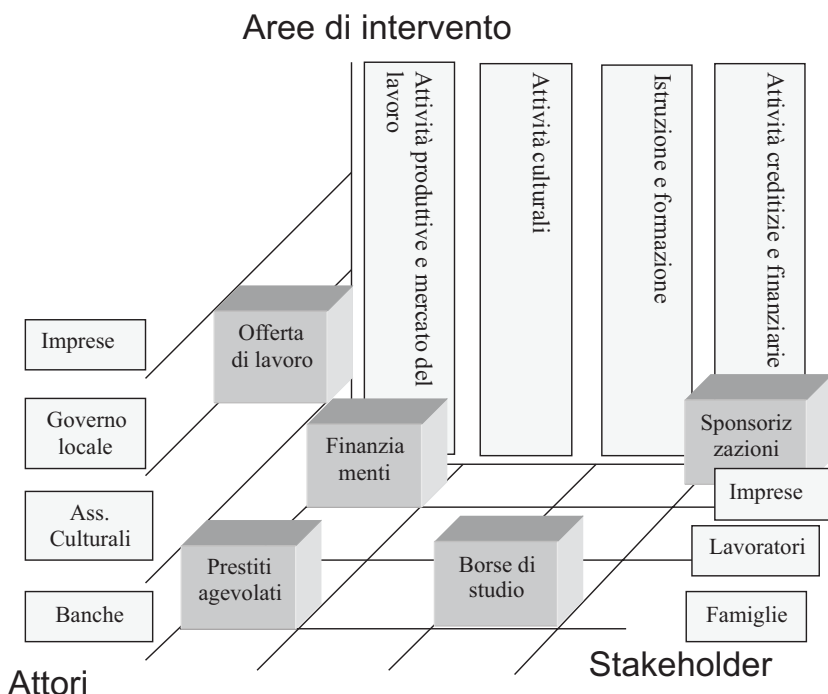 Aree di intervento
Attività produttive e mercato del
lavoro
Attività culturali
Istruzione e formazione
Attività creditizie e finanziarie
Imprese
Governo
locale
Ass.
Culturali
Banche
Offerta
di lavoro
Finanzia
menti
Sponsoriz
zazioni
Prestiti
agevolati
Borse di
studio
Imprese
Lavoratori
Famiglie
Stakeholder
Attori